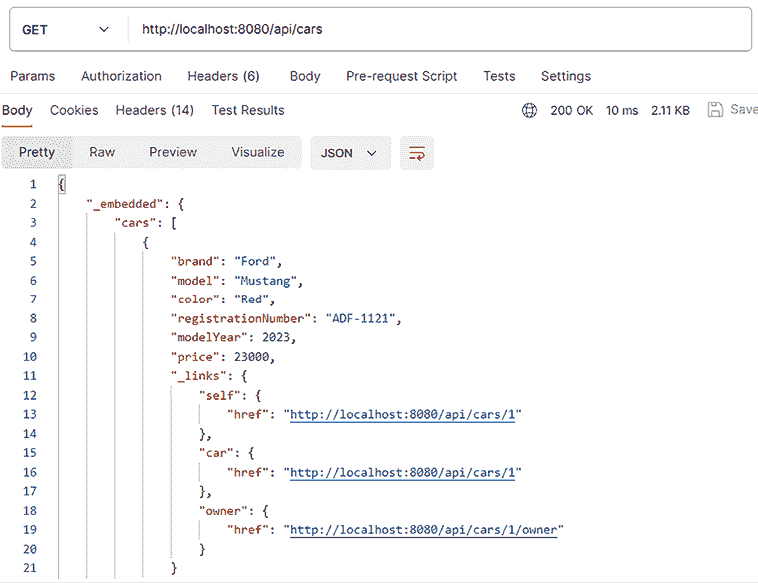 GET http://localhost:8080/api/cars
Params Authorization Headers (6) Body Pre-request Script Tests Settings
Body Cookies Headers (14) Test Results 200 OK 10 ms 2.11 KB Save
Pretty Raw Preview Visualize JSON
1 {
2 "_embedded": {
3 "cars": [
4 {
5 "brand": "Ford",
6 "model": "Mustang",
7 "color": "Red",
8 "registrationNumber": "ADF-1121",
9 "modelYear": 2023,
10 "price": 23000,
11 "_links": {
12 "self": {
13 "href": "http://localhost:8080/api/cars/1"
14 },
15 "car": {
16 "href": "http://localhost:8080/api/cars/1"
17 },
18 "owner": {
19 "href": "http://localhost:8080/api/cars/1/owner"
20 }
21 }